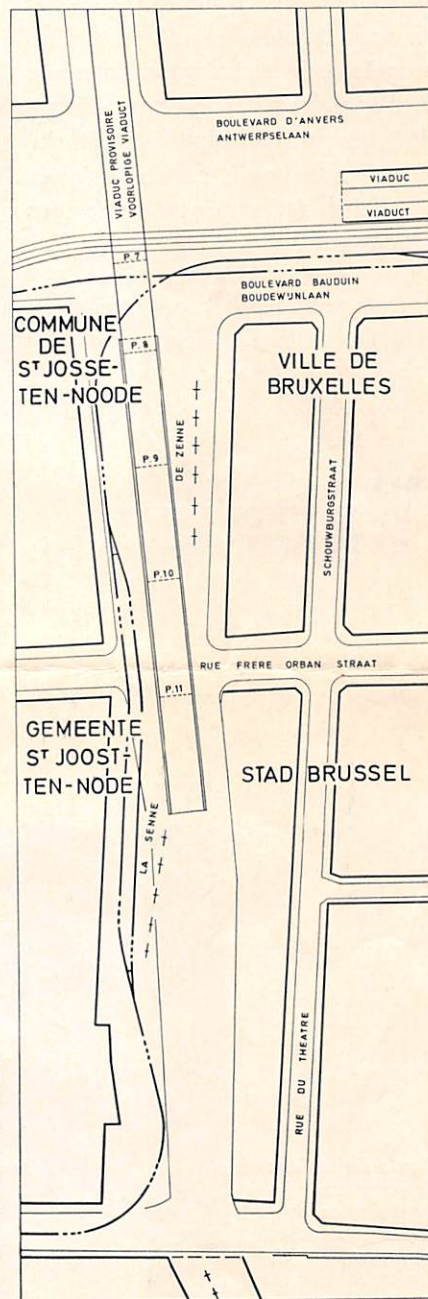 BOULEVARD D'ANVERS
ANTWERPSELAAN
VIADUC PROVISOIRE
VOORLOPIGE VIADUCT
VIADUC
VIADUCT
P.7
BOULEVARD BAUDUIN
BOUDEWIJNLAAN
COMMUNE
DE
ST JOSSE-
TEN-NOODE
P.8
VILLE DE
BRUXELLES
P.9
DE ZENNE
SCHOUWBURGSTRAAT
P.10
RUE FRERE ORBAN STRAAT
P.11
GEMEENTE
ST JOOST-
TEN-NODE
STAD BRUSSEL
LA SENNE
RUE DU THEATRE